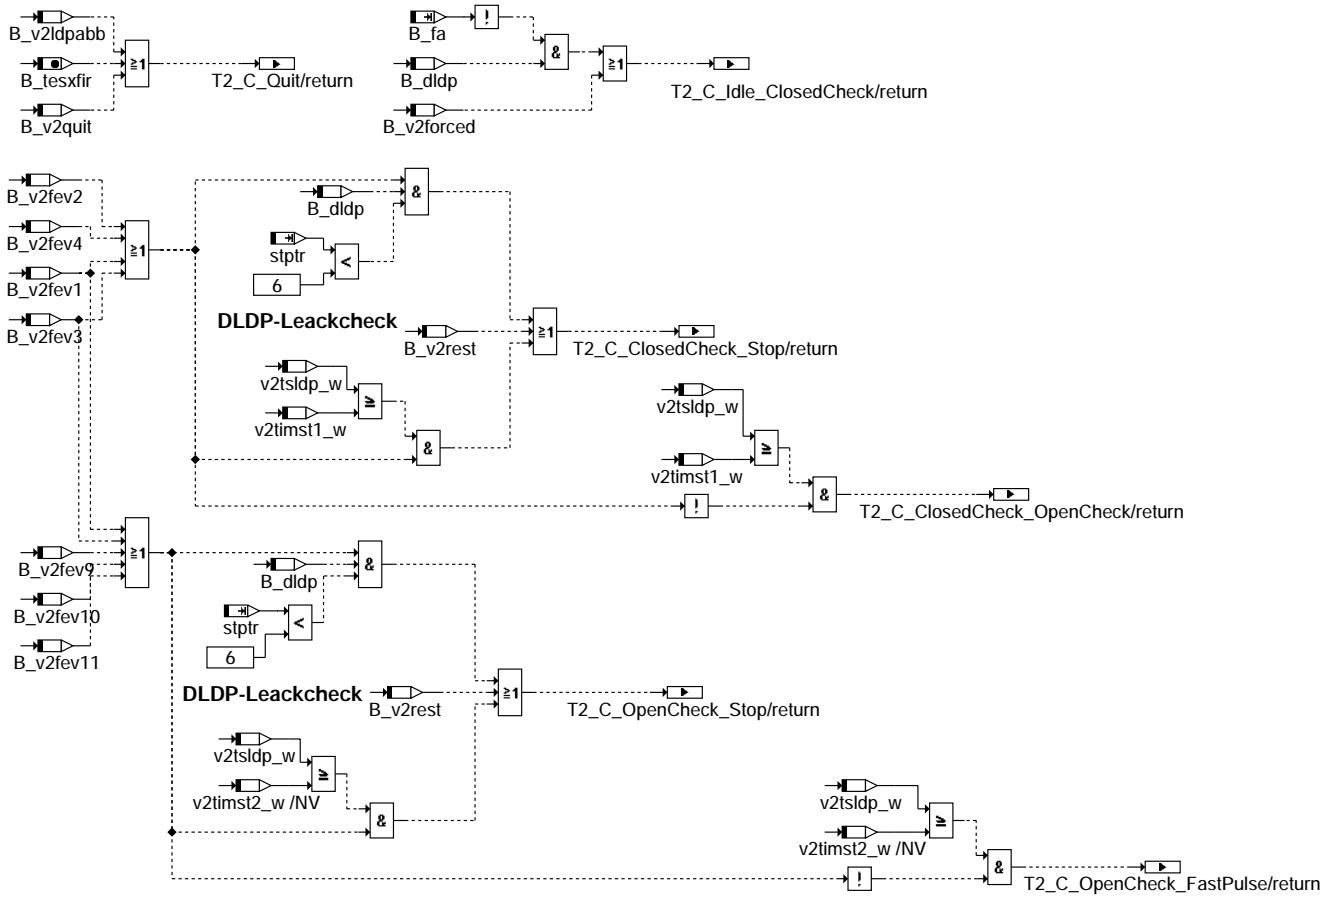 B_v2ldpabb
B_tesxfir
B_v2quit
≥1
T2_C_Quit/return
B_fa
!
B_dldp
&
B_v2forced
≥1
T2_C_Idle_ClosedCheck/return
B_v2fev2
B_v2fev4
B_v2fev1
B_v2fev3
≥1
B_dldp
&
stptr
<
6
DLDP-Leackcheck
B_v2rest
≥1
T2_C_ClosedCheck_Stop/return
v2tsldp_w
≥
v2timst1_w
&
v2tsldp_w
≥
v2timst1_w
!
&
T2_C_ClosedCheck_OpenCheck/return
B_v2fev9
B_v2fev10
B_v2fev11
≥1
B_dldp
&
stptr
<
6
DLDP-Leackcheck
B_v2rest
≥1
T2_C_OpenCheck_Stop/return
v2tsldp_w
≥
v2timst2_w /NV
&
v2tsldp_w
≥
v2timst2_w /NV
!
&
T2_C_OpenCheck_FastPulse/return